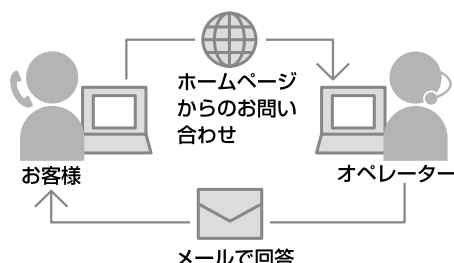 ホームページ
からのお問い
合わせ
お客様
オペレーター
メールで回答